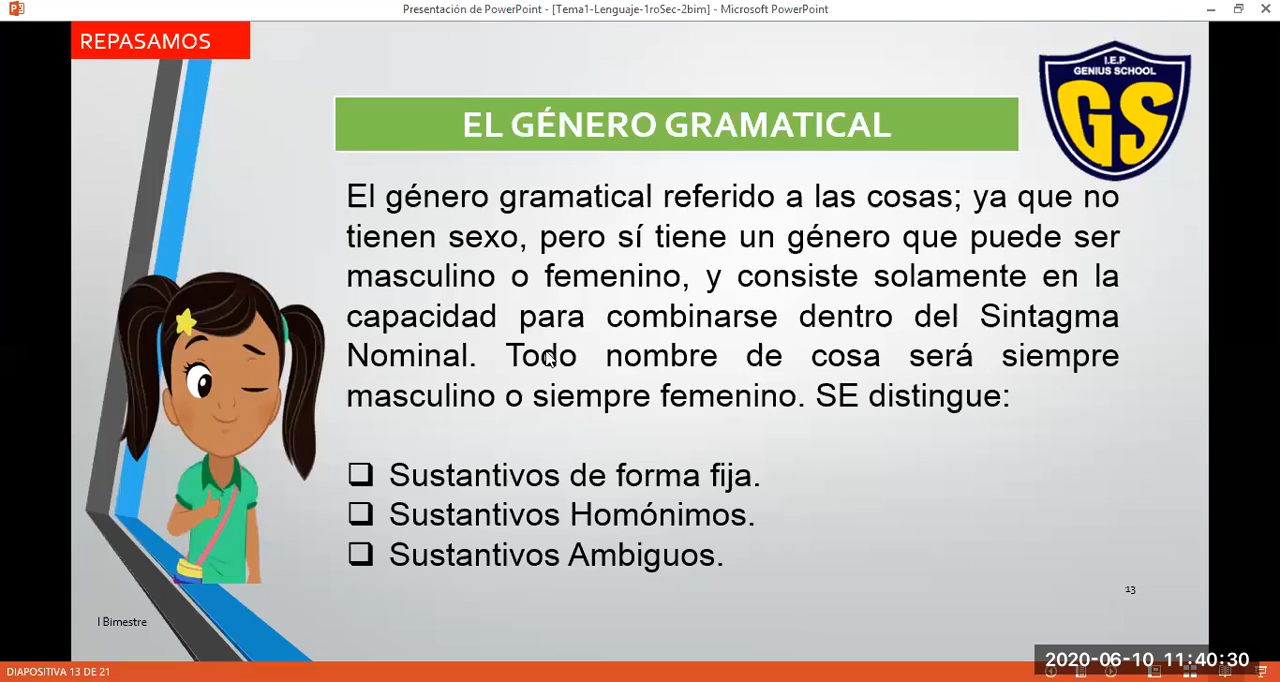 Presentación de PowerPoint - [Tema1-Lenguaje-1roSec-2bim] - Microsoft PowerPoint
REPASAMOS
I.E.P
GENIUS SCHOOL
GS
EL GÉNERO GRAMATICAL
El género gramatical referido a las cosas; ya que no
tienen sexo, pero sí tiene un género que puede ser
masculino o femenino, y consiste solamente en la
capacidad para combinarse dentro del Sintagma
Nominal. Todo nombre de cosa será siempre
masculino o siempre femenino. SE distingue:
Sustantivos de forma fija.
Sustantivos Homónimos.
Sustantivos Ambiguos.
13
I Bimestre
DIAPOSITIVA 13 DE 21
2020-06-10 11:40:30